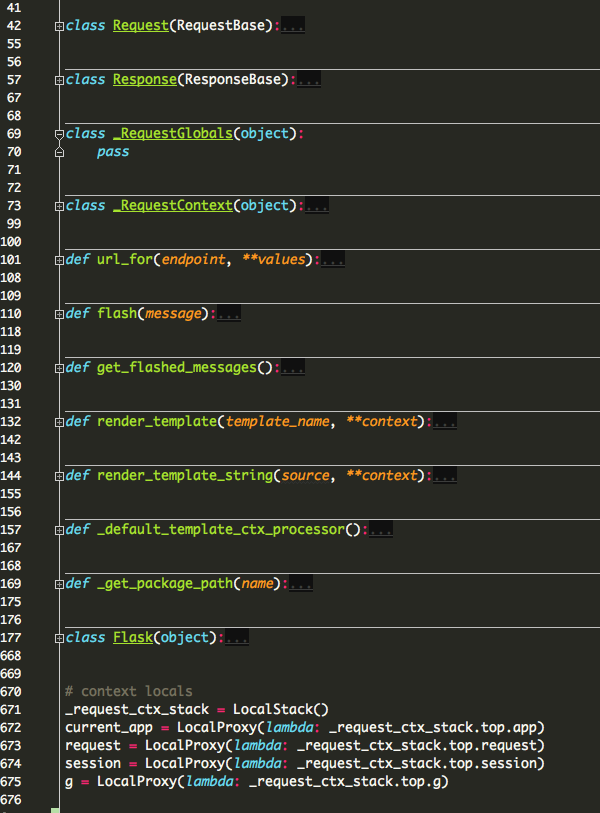 41
42 class Request(RequestBase):...
55
56
57 class Response(ResponseBase):...
67
68
69 class _RequestGlobals(object):
70 pass
71
72
73 class _RequestContext(object):...
99
100
101 def url_for(endpoint, **values):...
108
109
110 def flash(message):...
118
119
120 def get_flashed_messages():...
130
131
132 def render_template(template_name, **context):...
142
143
144 def render_template_string(source, **context):...
155
156
157 def _default_template_ctx_processor():...
167
168
169 def _get_package_path(name):...
175
176
177 class Flask(object):...
668
669
670 # context locals
671 _request_ctx_stack = LocalStack()
672 current_app = LocalProxy(lambda: _request_ctx_stack.top.app)
673 request = LocalProxy(lambda: _request_ctx_stack.top.request)
674 session = LocalProxy(lambda: _request_ctx_stack.top.session)
675 g = LocalProxy(lambda: _request_ctx_stack.top.g)
676